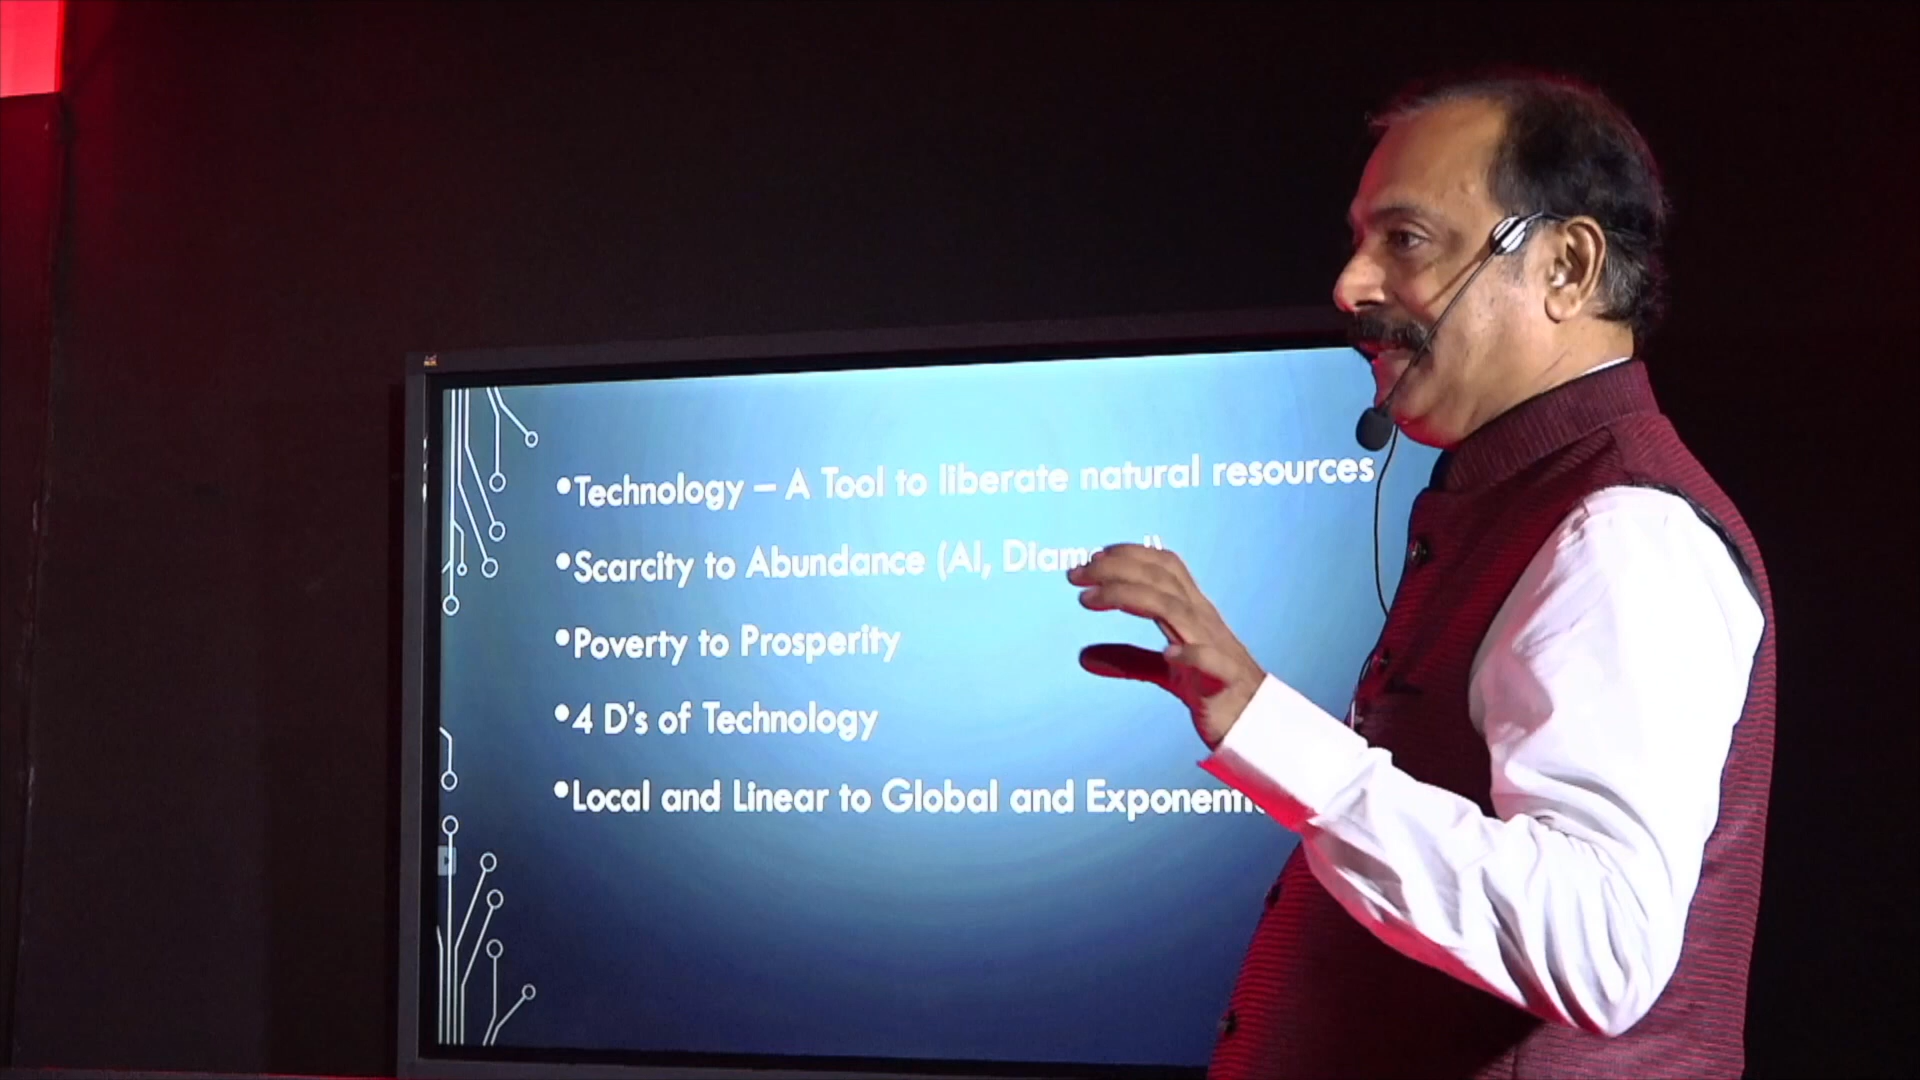 •Technology – A Tool to liberate natural resources
•Scarcity to Abundance (Al,
•Poverty to Prosperity
•4 D's of Technology
•Local and Linear to Global and